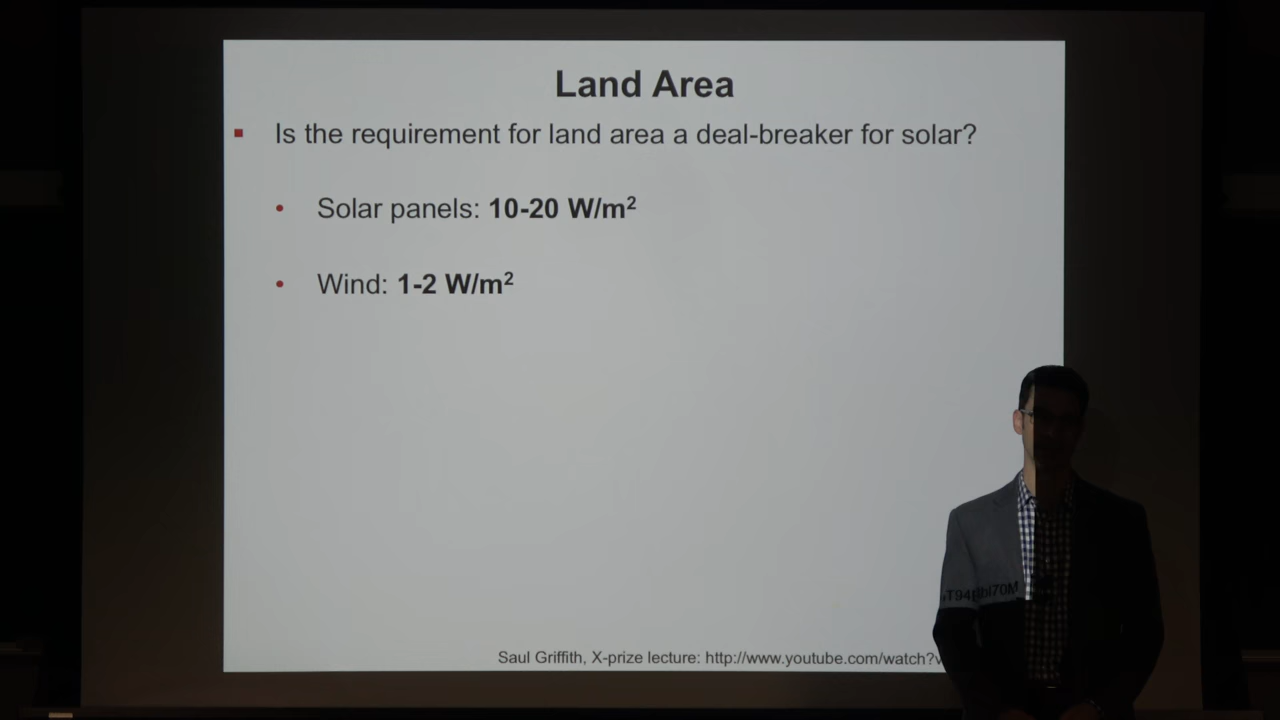 Land Area
Is the requirement for land area a deal-breaker for solar?
Solar panels: 10-20 W/m²
Wind: 1-2 W/m²
Saul Griffith, X-prize lecture: http://www.youtube.com/watch?v